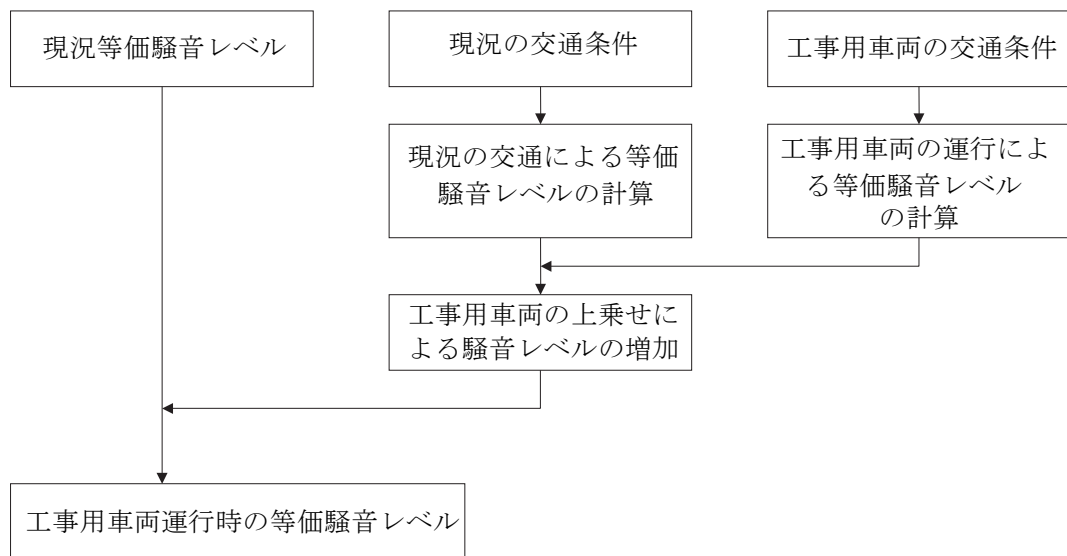 現況等価騒音レベル
現況の交通条件
工事用車両の交通条件
現況の交通による等価
騒音レベルの計算
工事用車両の運行によ
る等価騒音レベル
の計算
工事用車両の上乗せに
よる騒音レベルの増加
工事用車両運行時の等価騒音レベル